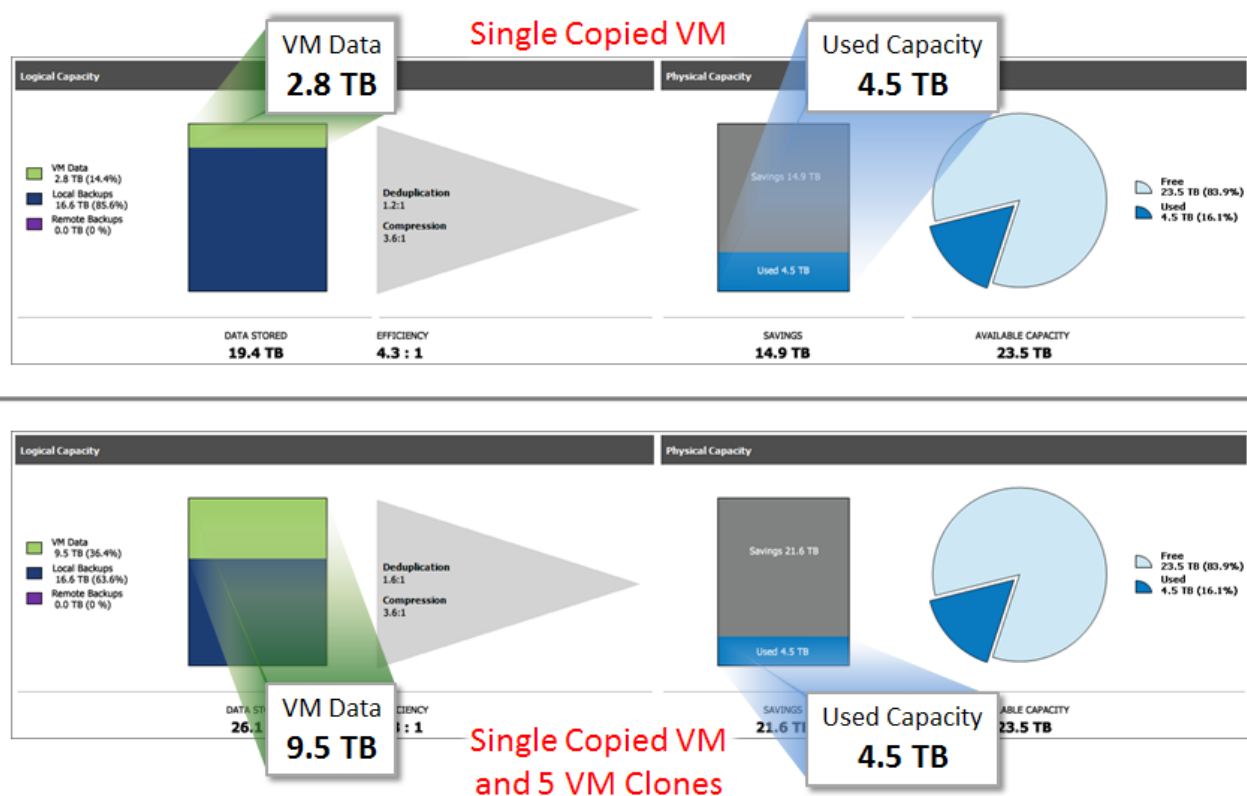 Single Copied VM
VM Data
2.8 TB
Used Capacity
4.5 TB
Logical Capacity
Physical Capacity
VM Data
2.8 TB (14.4%)
Local Backups
16.6 TB (85.6%)
Remote Backups
0.0 TB (0 %)
Deduplication
1.2:1
Compression
3.6:1
Savings 14.9 TB
Used 4.5 TB
Free
23.5 TB (83.9%)
Used
4.5 TB (16.1%)
DATA STORED
19.4 TB
EFFICIENCY
4.3 : 1
SAVINGS
14.9 TB
AVAILABLE CAPACITY
23.5 TB
Logical Capacity
Physical Capacity
VM Data
9.5 TB (36.4%)
Local Backups
16.6 TB (63.6%)
Remote Backups
0.0 TB (0 %)
Deduplication
1.6:1
Compression
3.6:1
Savings 21.6 TB
Used 4.5 TB
Free
23.5 TB (83.9%)
Used
4.5 TB (16.1%)
26.1
: 1
SAVINGS
21.6
CAPACITY
23.5 TB
VM Data
9.5 TB
Used Capacity
4.5 TB
Single Copied VM
and 5 VM Clones